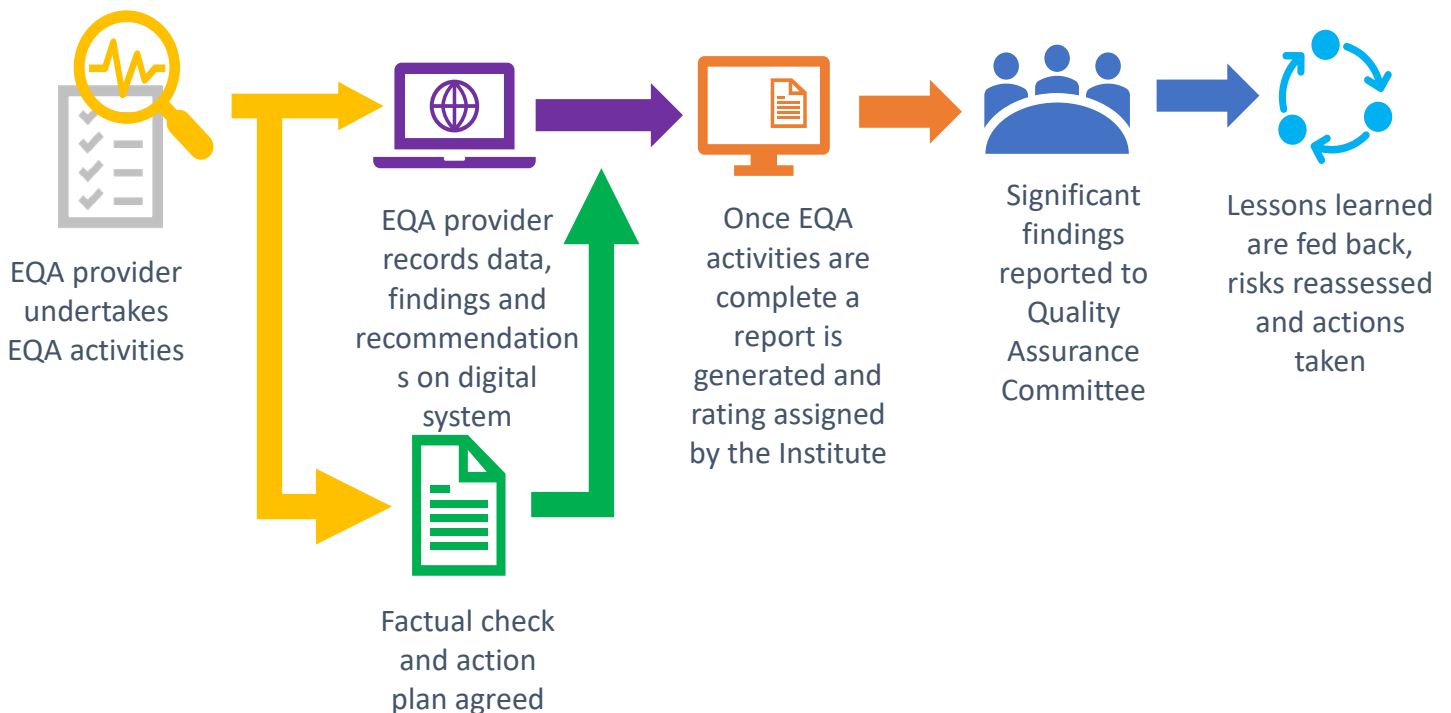 EQA provider
undertakes
EQA activities
EQA provider
records data,
findings and
recommendation
s on digital
system
Factual check
and action
plan agreed
Once EQA
activities are
complete a
report is
generated and
rating assigned
by the Institute
Significant
findings
reported to
Quality
Assurance
Committee
Lessons learned
are fed back,
risks reassessed
and actions
taken